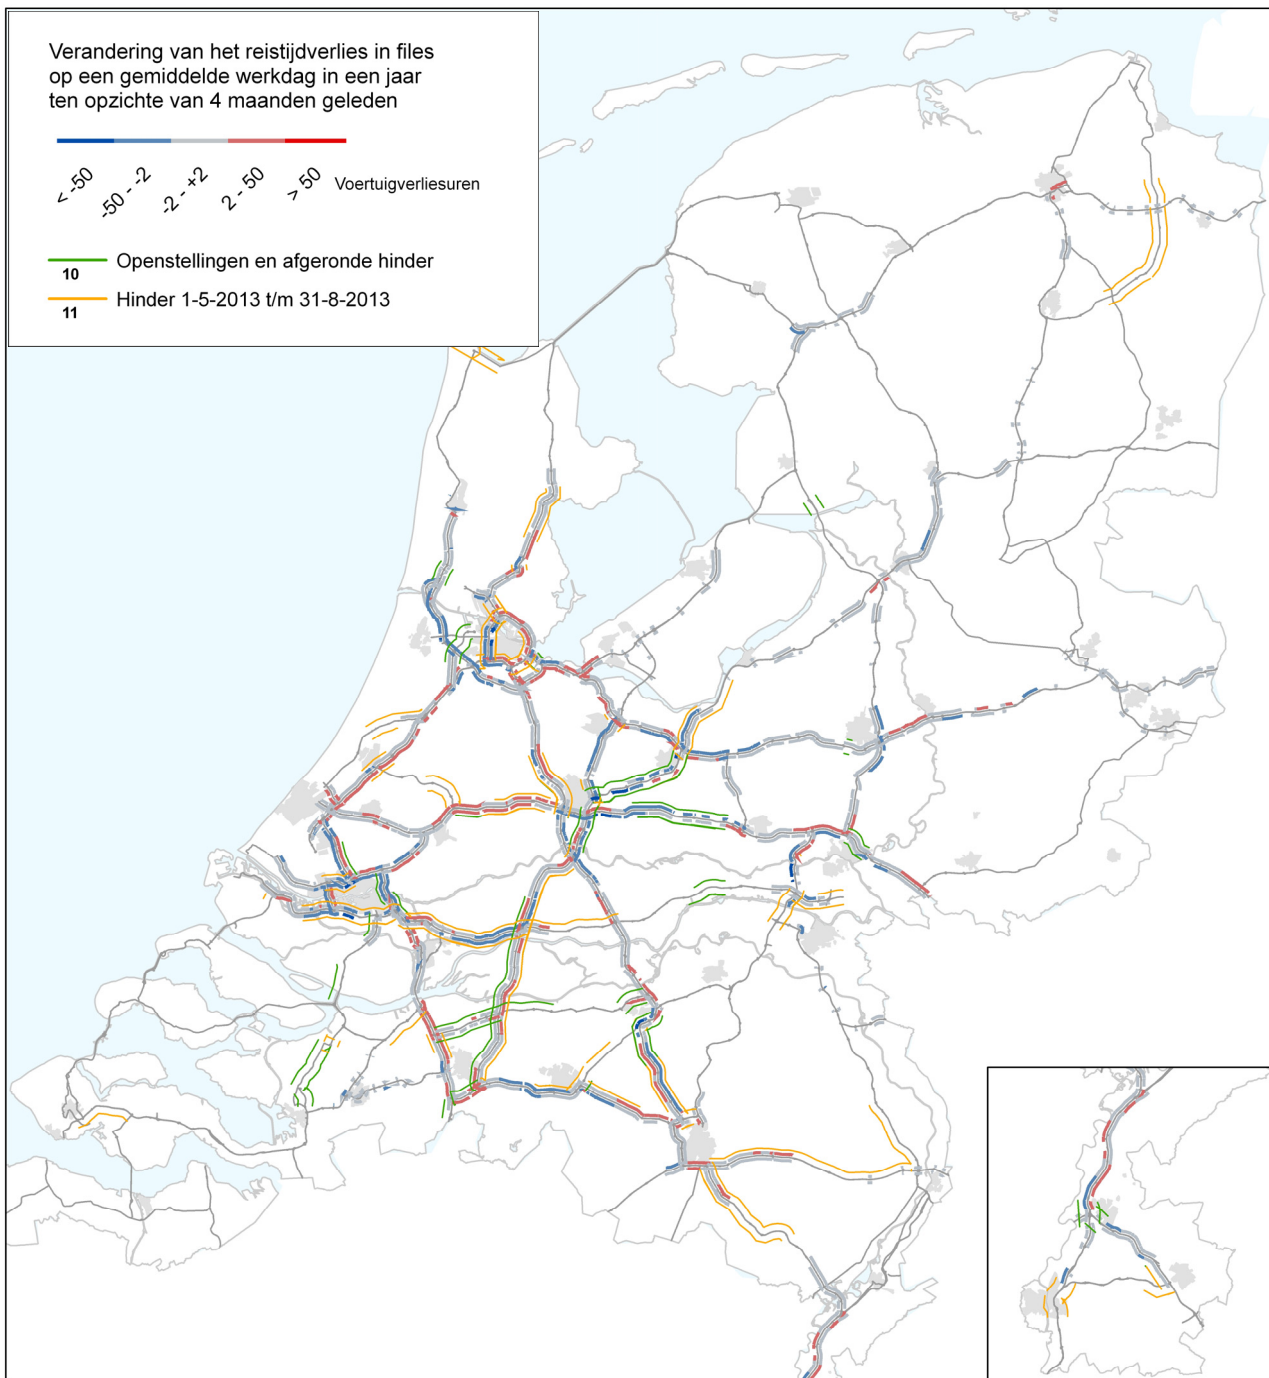 Verandering van het reistijdverlies in files
op een gemiddelde werkdag in een jaar
ten opzichte van 4 maanden geleden
< -50
-50 - -2
-2 - +2
2 - 50
> 50
Voertuigverliesuren
Openstellingen en afgeronde hinder
10
Hinder 1-5-2013 t/m 31-8-2013
11